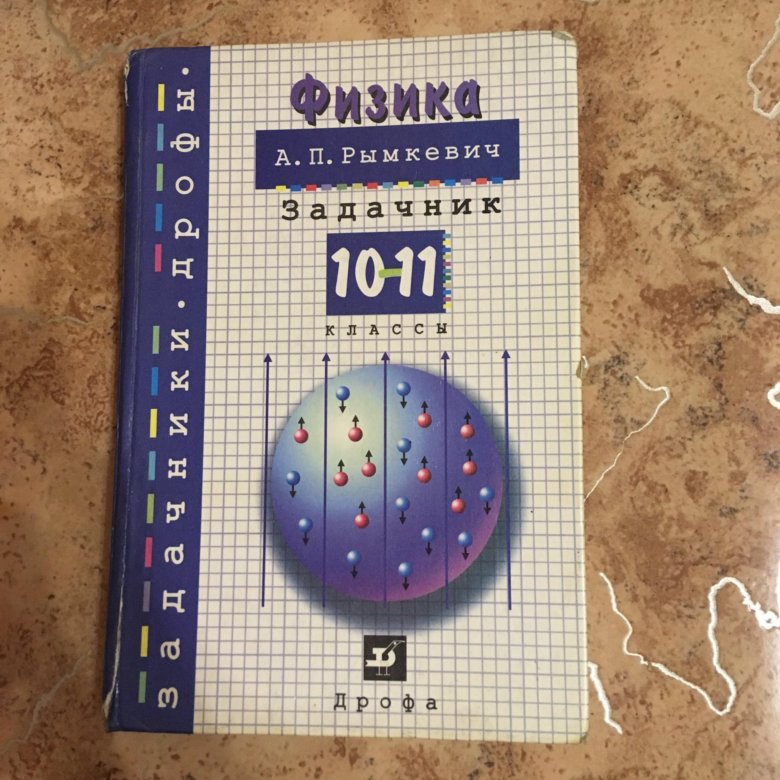 Физика
А.П.Рымкевич
Задачник
10-11
классы
Дрофа
задачники.дрофы.